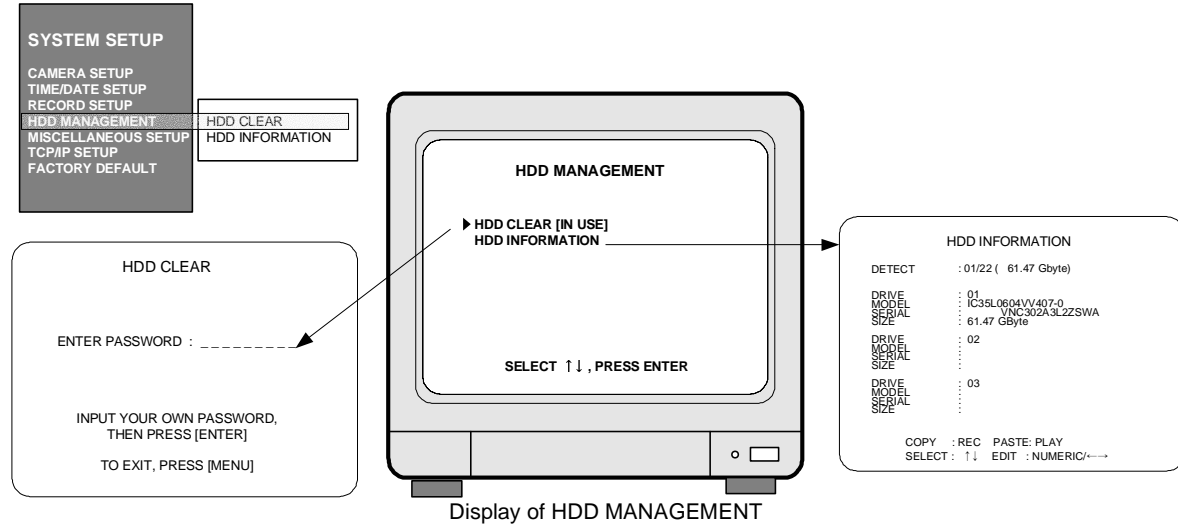 SYSTEM SETUP
CAMERA SETUP
TIME/DATE SETUP
RECORD SETUP
HDD MANAGEMENT
MISCELLANEOUS SETUP
TCP/IP SETUP
FACTORY DEFAULT
HDD CLEAR
HDD INFORMATION
HDD MANAGEMENT
HDD CLEAR [IN USE]
HDD INFORMATION
SELECT ↑↓ , PRESS ENTER
HDD CLEAR
ENTER PASSWORD : _ _ _ _ _ _ _ _ _ _
INPUT YOUR OWN PASSWORD,
THEN PRESS [ENTER]
TO EXIT, PRESS [MENU]
HDD INFORMATION
DETECT : 01/22 ( 61.47 Gbyte)
DRIVE : 01
MODEL : IC35L0604VV407-0
SERIAL : VNC302A3L2ZSWA
SIZE : 61.47 GByte
DRIVE : 02
MODEL :
SERIAL :
SIZE :
DRIVE : 03
MODEL :
SERIAL :
SIZE :
COPY : REC PASTE: PLAY
SELECT : ↑↓ EDIT : NUMERIC/←→
Display of HDD MANAGEMENT